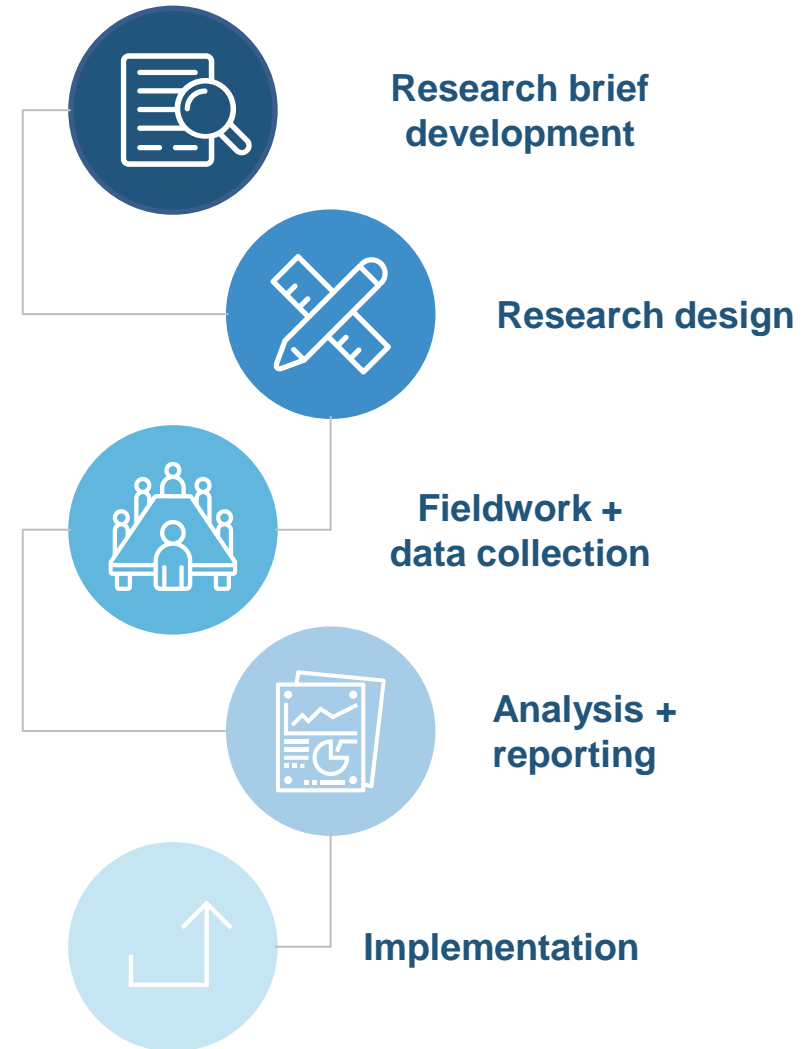 Research brief
development
Research design
Fieldwork +
data collection
Analysis +
reporting
Implementation